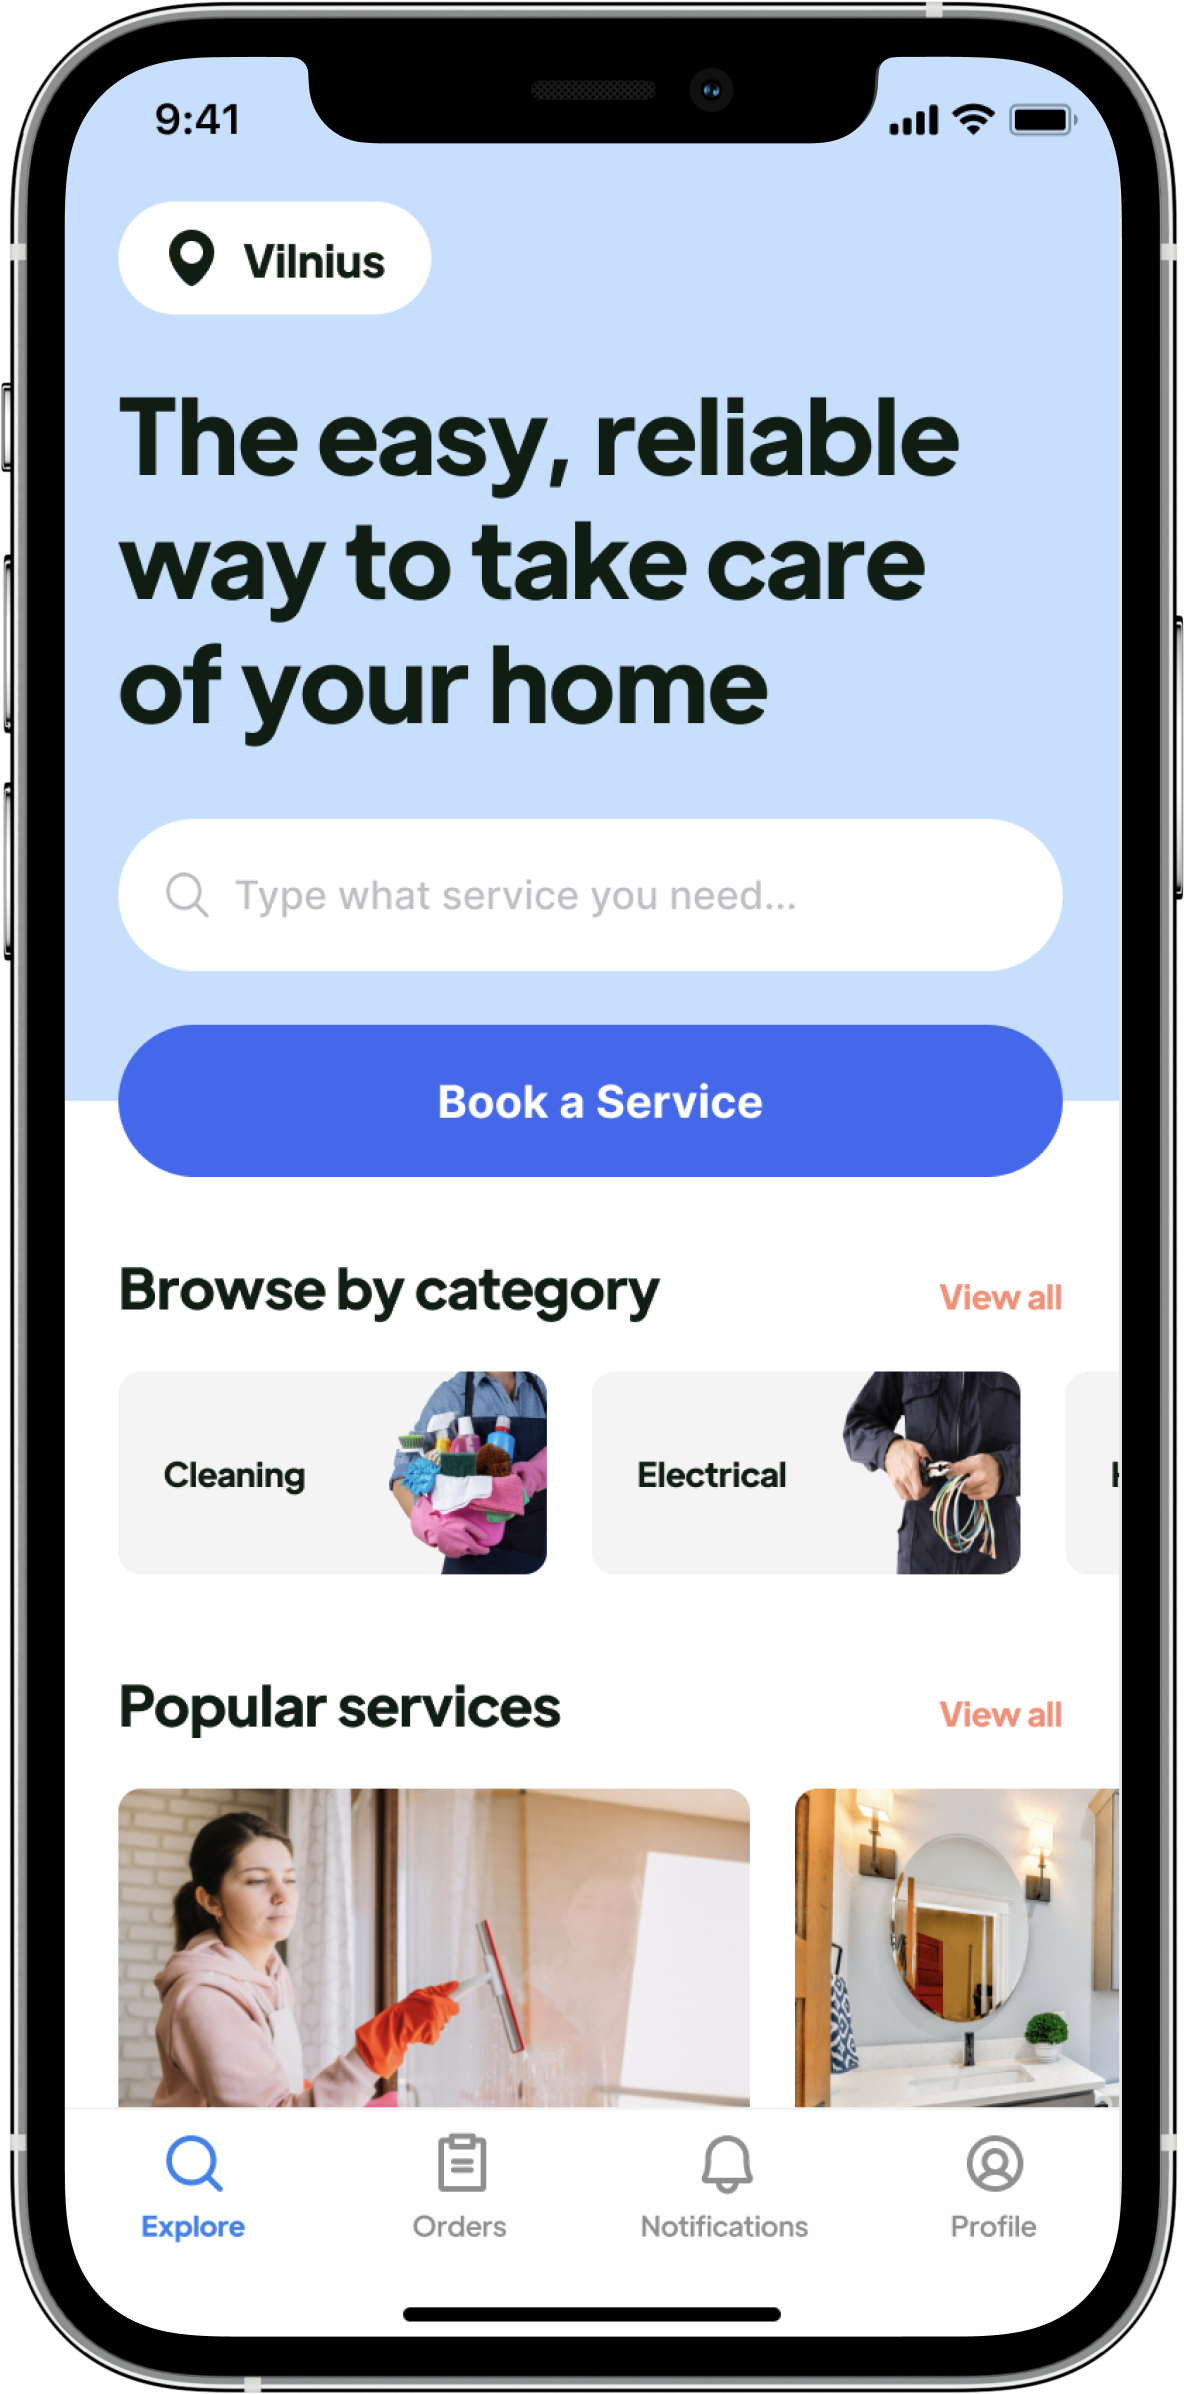 9:41
Vilnius
The easy, reliable
way to take care
of your home
Type what service you need...
Book a Service
Browse by category
View all
Cleaning
Electrical
Popular services
View all
Explore
Orders
Notifications
Profile